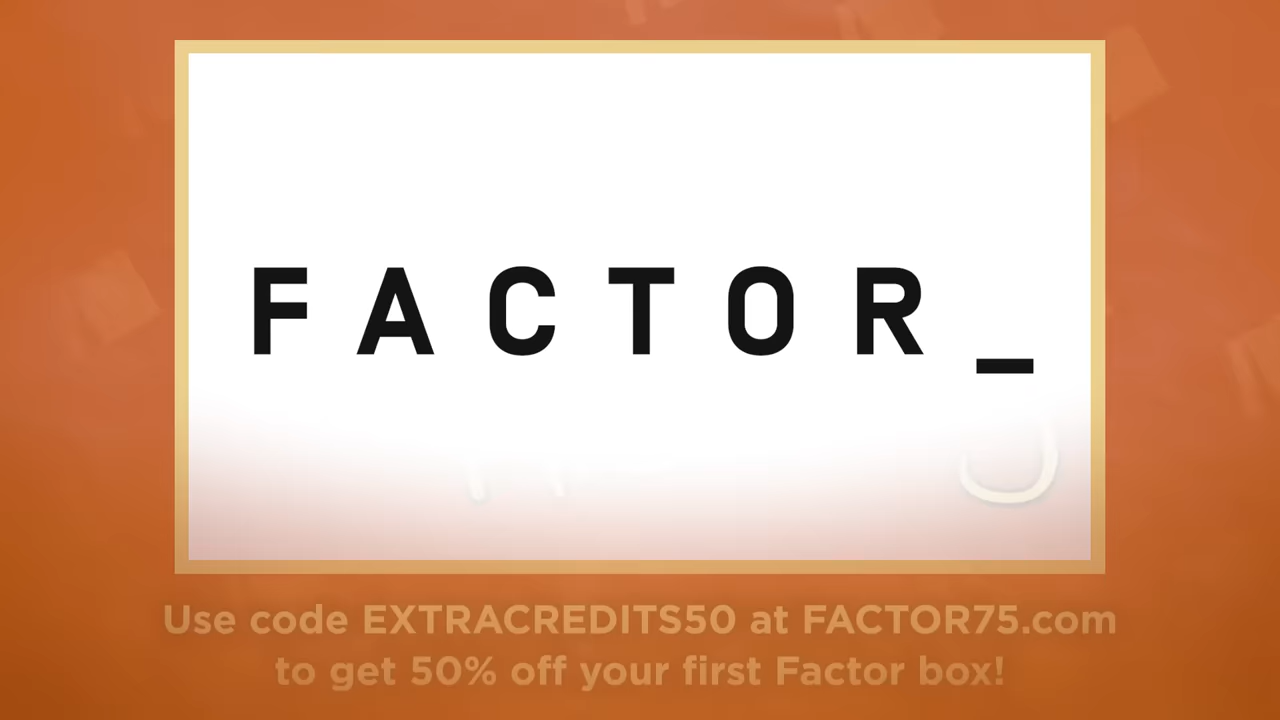 FACTOR_
Use code EXTRACREDITS50 at FACTOR75.com
to get 50% off your first Factor box!